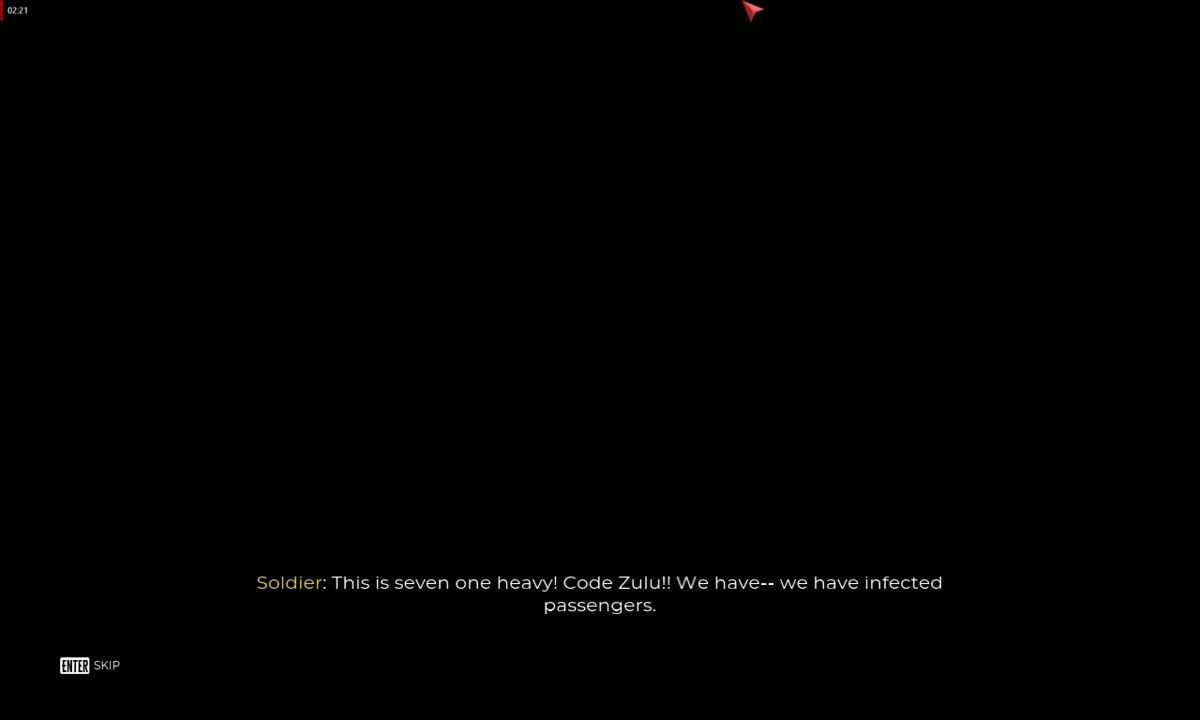 02:21
Soldier: This is seven one heavy! Code Zulu!! We have-- we have infected
passengers.
ENTER SKIP